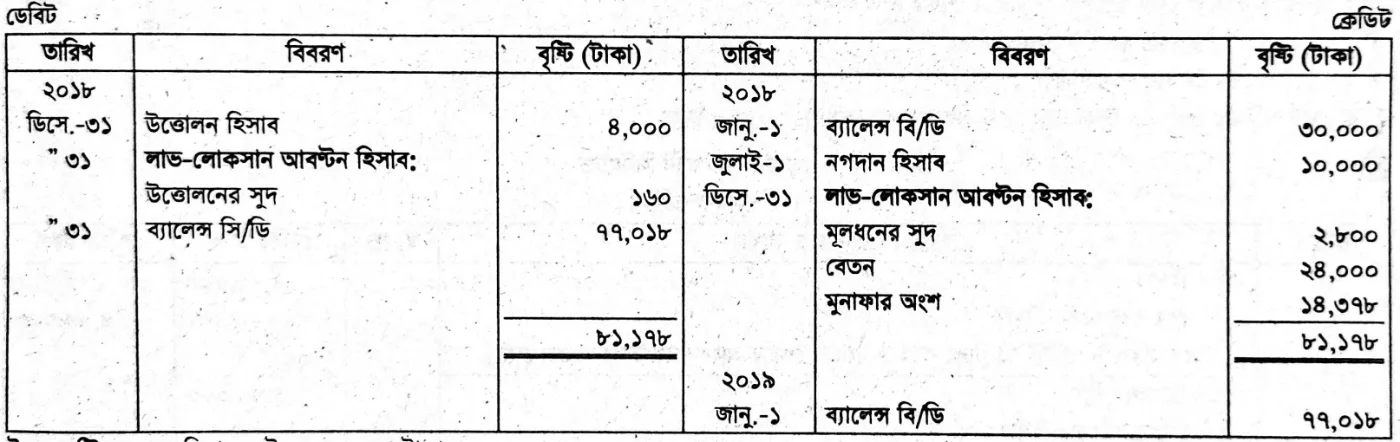 ডেবিট ক্রেডিট
তারিখ বিবরণ বৃষ্টি (টাকা) তারিখ বিবরণ বৃষ্টি (টাকা)
২০১৮ ২০১৮
ডিসে.-৩১ উত্তোলন হিসাব ৪,০০০ জানু.-১ ব্যালেন্স বি/ডি ৩০,০০০
” ৩১ লাভ-লোকসান আবণ্টন হিসাব: জুলাই-১ নগদান হিসাব ১০,০০০
উত্তোলনের সুদ ১৬০ ডিসে.-৩১ লাভ-লোকসান আবণ্টন হিসাব:
” ৩১ ব্যালেন্স সি/ডি ৭৭,০১৮ মূলধনের সুদ ২,৮০০
বেতন ২৪,০০০
মুনাফার অংশ ১৪,৩৭৮
৮১,১৭৮ ৮১,১৭৮
২০১৯
জানু.-১ ব্যালেন্স বি/ডি ৭৭,০১৮